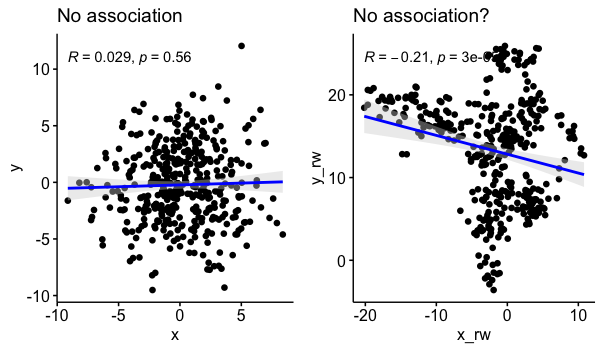 No association
R = 0.029, p = 0.56
10
5
0
-5
-10
y
-10 -5 0 5
x
No association?
R = −0.21, p = 3e-0
20
10
0
y_rw
-20 -10 0 10
x_rw